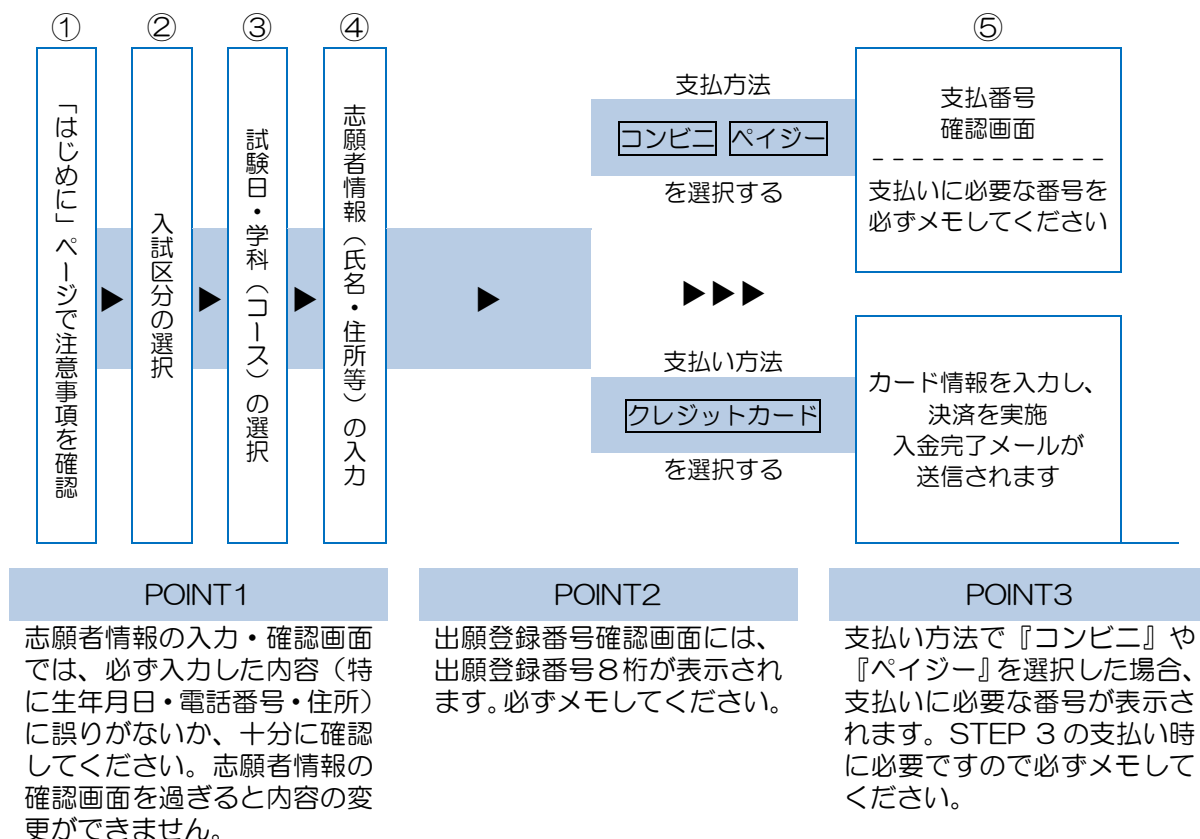 ①
「はじめに」ページで注意事項を確認
②
入試区分の選択
③
試験日・学科（コース）の選択
④
志願者情報（氏名・住所等）の入力
支払方法
コンビニ ペイジー
を選択する
支払い方法
クレジットカード
を選択する
⑤
支払番号
確認画面
支払いに必要な番号を
必ずメモしてください
カード情報を入力し、
決済を実施
入金完了メールが
送信されます
POINT1
志願者情報の入力・確認画面
では、必ず入力した内容（特
に生年月日・電話番号・住所）
に誤りがないか、十分に確認
してください。志願者情報の
確認画面を過ぎると内容の変
更ができません。
POINT2
出願登録番号確認画面には、
出願登録番号８桁が表示され
ます。必ずメモしてください。
POINT3
支払い方法で『コンビニ』や
『ペイジー』を選択した場合、
支払いに必要な番号が表示さ
れます。STEP 3 の支払い時
に必要ですので必ずメモして
ください。